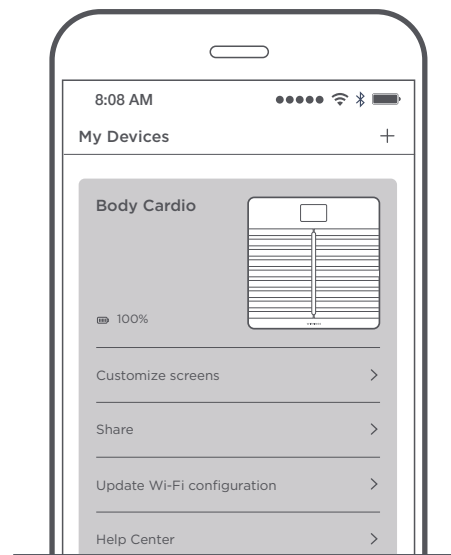 8:08 AM
My Devices +
Body Cardio
100%
Customize screens
Share
Update Wi-Fi configuration
Help Center